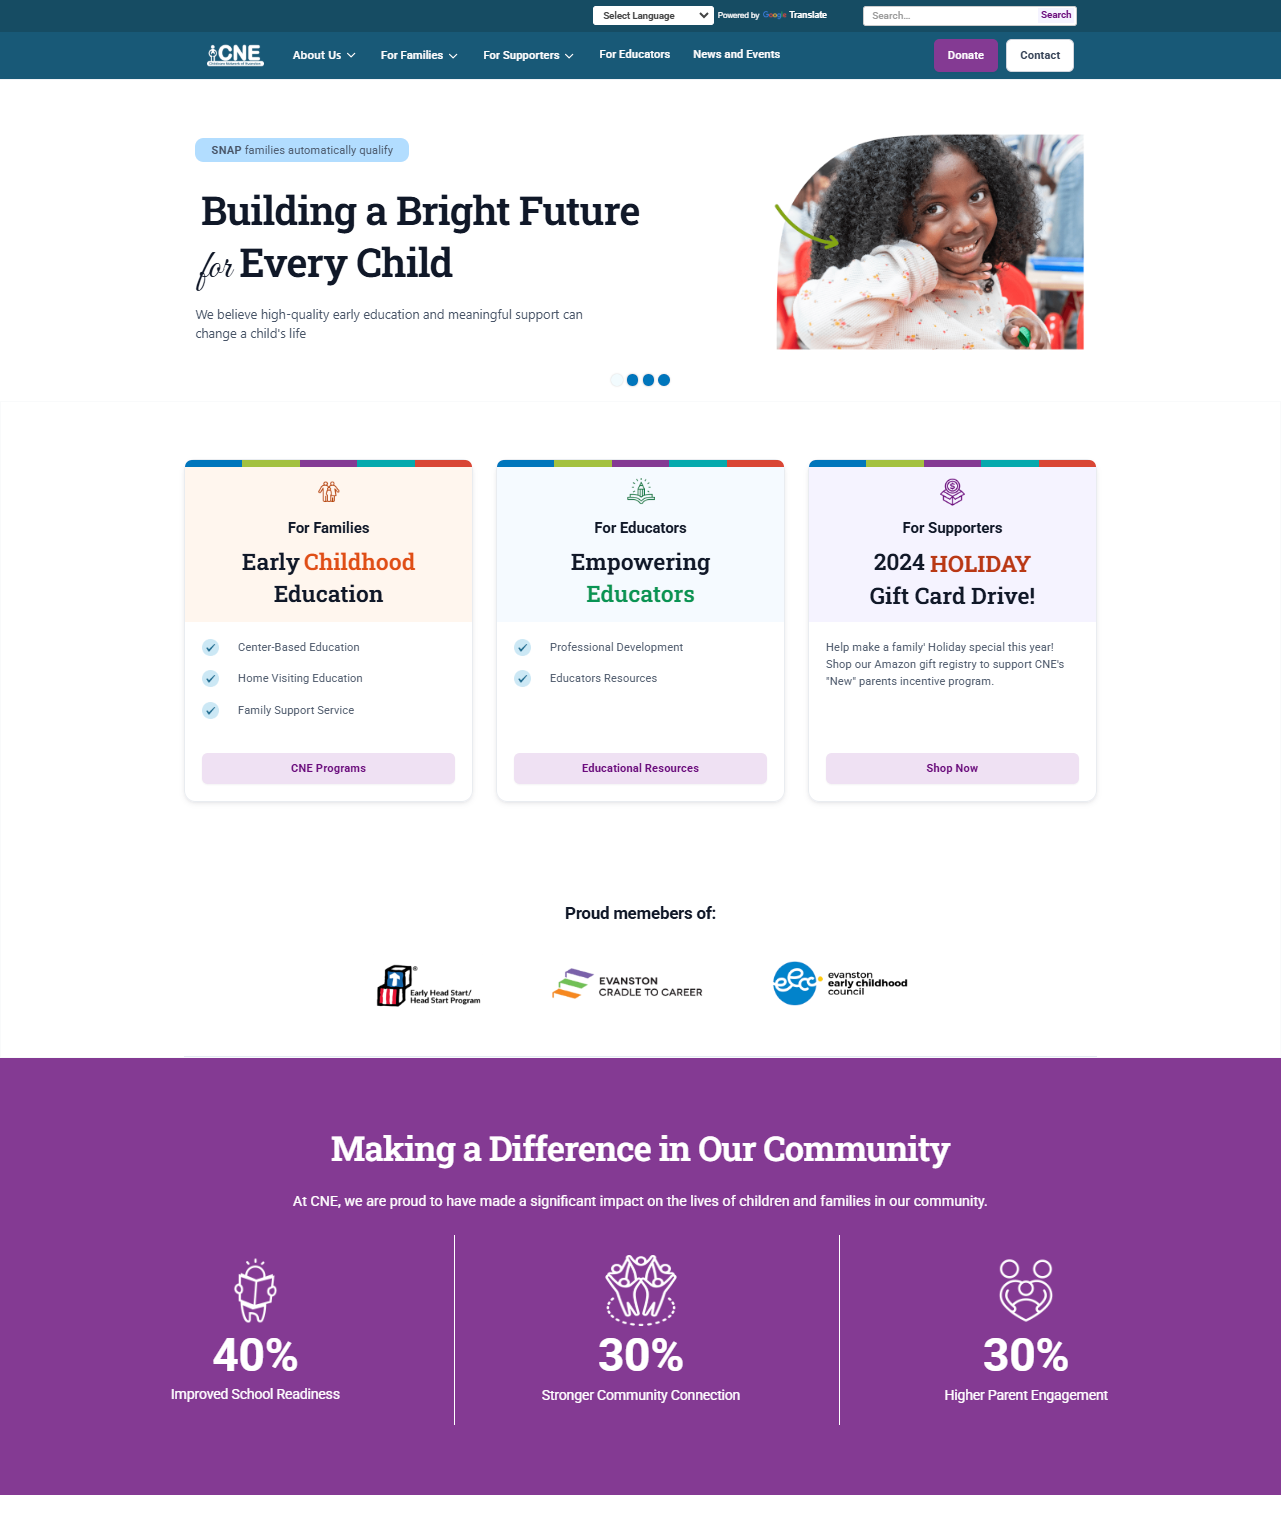 Select Language
Powered by Google Translate
Search...
Search
CNE
About Us
For Families
For Supporters
For Educators
News and Events
Donate
Contact
SNAP families automatically qualify
Building a Bright Future
for Every Child
We believe high-quality early education and meaningful support can
change a child's life
For Families
Early Childhood
Education
Center-Based Education
Home Visiting Education
Family Support Service
CNE Programs
For Educators
Empowering
Educators
Professional Development
Educators Resources
Educational Resources
For Supporters
2024 HOLIDAY
Gift Card Drive!
Help make a family' Holiday special this year!
Shop our Amazon gift registry to support CNE's
"New" parents incentive program.
Shop Now
Proud memebers of:
Early Head Start/
Head Start Program
EVANSTON
CRADLE TO CAREER
eecc
evanston
early childhood
council
Making a Difference in Our Community
At CNE, we are proud to have made a significant impact on the lives of children and families in our community.
40%
Improved School Readiness
30%
Stronger Community Connection
30%
Higher Parent Engagement